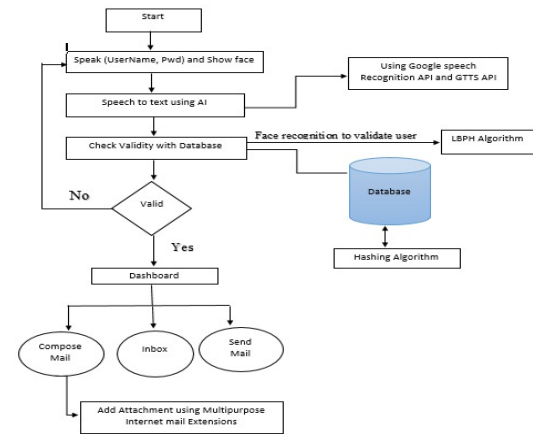 Start
Speak (UserName, Pwd) and Show face
Using Google speech
Recognition API and GTTS API
Speech to text using AI
Face recognition to validate user
LBPH Algorithm
Check Validity with Database
Database
No
Valid
Yes
Hashing Algorithm
Dashboard
Compose
Mail
Inbox
Send
Mail
Add Attachment using Multipurpose
Internet mail Extensions